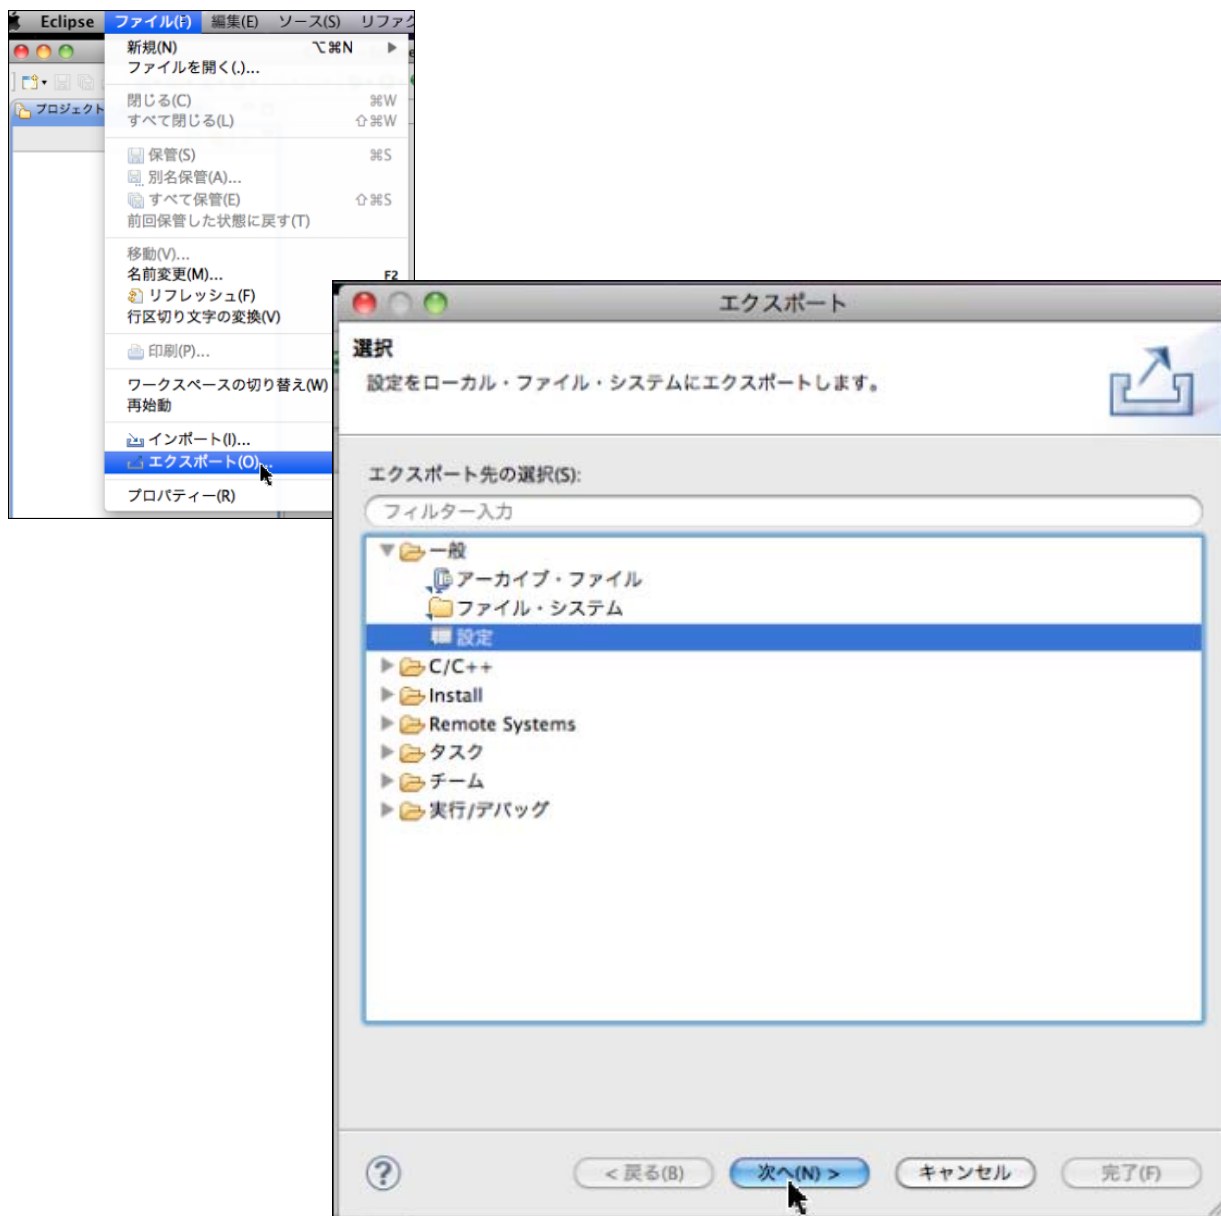 Eclipse ファイル(F) 編集(E) ソース(S) リファク
新規(N) ⌥⌘N ▶
ファイルを開く(.)...
プロジェクト
閉じる(C) ⌘W
すべて閉じる(L) ⇧⌘W
保管(S) ⌘S
別名保管(A)...
すべて保管(E) ⇧⌘S
前回保管した状態に戻す(T)
移動(V)...
名前変更(M)... F2
リフレッシュ(F)
行区切り文字の変換(V)
印刷(P)...
ワークスペースの切り替え(W)
再始動
インポート(I)...
エクスポート(O)...
プロパティー(R)
エクスポート
選択
設定をローカル・ファイル・システムにエクスポートします。
エクスポート先の選択(S):
フィルター入力
一般
アーカイブ・ファイル
ファイル・システム
設定
C/C++
Install
Remote Systems
タスク
チーム
実行/デバッグ
?
< 戻る(B) 次へ(N) > キャンセル 完了(F)